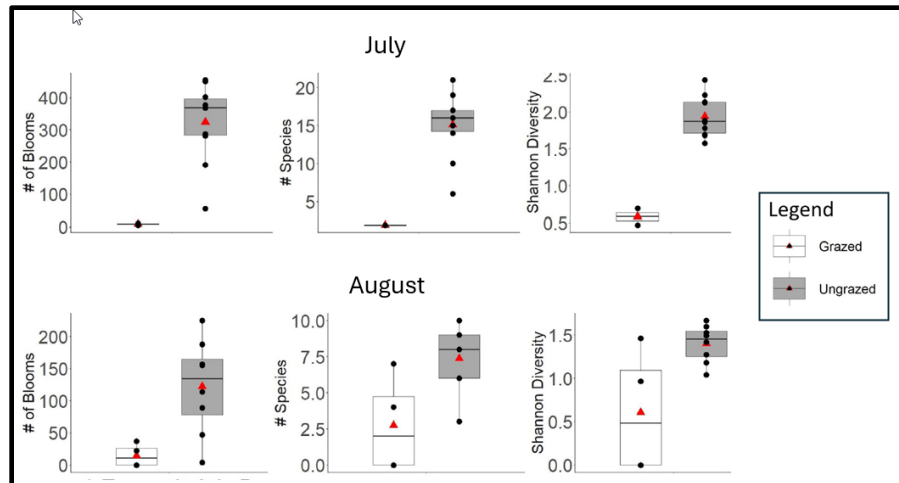 July
# of Blooms
400
300
200
100
0
# Species
20
15
10
5
Shannon Diversity
2.5
2.0
1.5
1.0
0.5
Legend
Grazed
Ungrazed
August
# of Blooms
200
150
100
50
0
# Species
10.0
7.5
5.0
2.5
0.0
Shannon Diversity
1.5
1.0
0.5
0.0